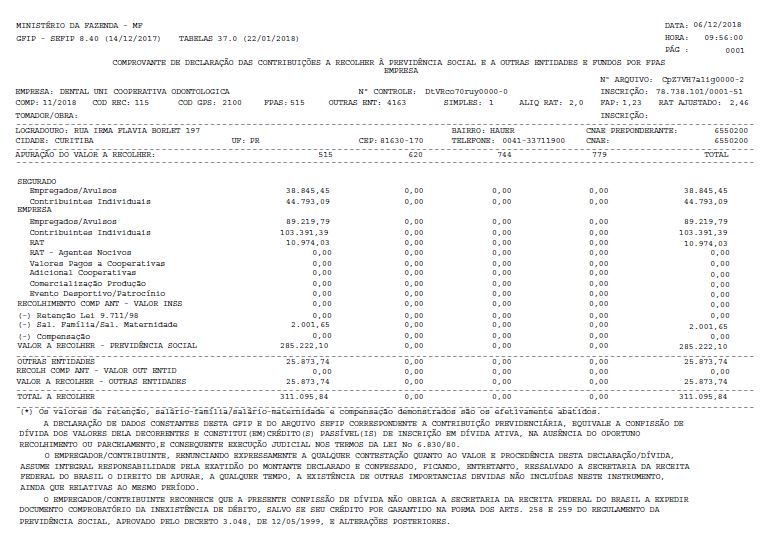 MINISTÉRIO DA FAZENDA - MF DATA: 06/12/2018
GFIP - SEFIP 8.40 (14/12/2017) TABELAS 37.0 (22/01/2018) HORA: 09:56:00
PÁG : 0001
COMPROVANTE DE DECLARAÇÃO DAS CONTRIBUIÇÕES A RECOLHER À PREVIDÊNCIA SOCIAL E A OUTRAS ENTIDADES E FUNDOS POR FPAS
EMPRESA
N° ARQUIVO: CpZ7VH7a1ig0000-2
EMPRESA: DENTAL UNI COOPERATIVA ODONTOLOGICA N° CONTROLE: DtVRco70ruy0000-0 INSCRIÇÃO: 78.738.101/0001-51
COMP: 11/2018 COD REC: 115 COD GPS: 2100 FPAS: 515 OUTRAS ENT: 4163 SIMPLES: 1 ALIQ RAT: 2,0 FAP: 1,23 RAT AJUSTADO: 2,46
TOMADOR/OBRA: INSCRIÇÃO:
LOGRADOURO: RUA IRMA FLAVIA BORLET 197 BAIRRO: HAUER CNAE PREPONDERANTE: 6550200
CIDADE: CURITIBA UF: PR CEP: 81630-170 TELEFONE: 0041-33711900 CNAE: 6550200
APURAÇÃO DO VALOR A RECOLHER: 515 620 744 779 TOTAL
SEGURADO
Empregados/Avulsos 38.845,45 0,00 0,00 0,00 38.845,45
Contribuintes Individuais 44.793,09 0,00 0,00 0,00 44.793,09
EMPRESA
Empregados/Avulsos 89.219,79 0,00 0,00 0,00 89.219,79
Contribuintes Individuais 103.391,39 0,00 0,00 0,00 103.391,39
RAT 10.974,03 0,00 0,00 0,00 10.974,03
RAT - Agentes Nocivos 0,00 0,00 0,00 0,00 0,00
Valores Pagos a Cooperativas 0,00 0,00 0,00 0,00 0,00
Adicional Cooperativas 0,00 0,00 0,00 0,00 0,00
Comercialização Produção 0,00 0,00 0,00 0,00 0,00
Evento Desportivo/Patrocínio 0,00 0,00 0,00 0,00 0,00
RECOLHIMENTO COMP ANT - VALOR INSS 0,00 0,00 0,00 0,00 0,00
(-) Retenção Lei 9.711/98 0,00 0,00 0,00 0,00 0,00
(-) Sal. Família/Sal. Maternidade 2.001,65 0,00 0,00 0,00 2.001,65
(-) Compensação 0,00 0,00 0,00 0,00 0,00
VALOR A RECOLHER - PREVIDÊNCIA SOCIAL 285.222,10 0,00 0,00 0,00 285.222,10
OUTRAS ENTIDADES 25.873,74 0,00 0,00 0,00 25.873,74
RECOLH COMP ANT - VALOR OUT ENTID 0,00 0,00 0,00 0,00 0,00
VALOR A RECOLHER - OUTRAS ENTIDADES 25.873,74 0,00 0,00 0,00 25.873,74
TOTAL A RECOLHER 311.095,84 0,00 0,00 0,00 311.095,84
(*) Os valores de retenção, salário-família/salário-maternidade e compensação demonstrados são os efetivamente abatidos.
A DECLARAÇÃO DE DADOS CONSTANTES DESTA GFIP E DO ARQUIVO SEFIP CORRESPONDENTE A CONTRIBUIÇÃO PREVIDENCIÁRIA, EQUIVALE A CONFISSÃO DE
DÍVIDA DOS VALORES DELA DECORRENTES E CONSTITUI(EM)CRÉDITO(S) PASSÍVEL(IS) DE INSCRIÇÃO EM DÍVIDA ATIVA, NA AUSÊNCIA DO OPORTUNO
RECOLHIMENTO OU PARCELAMENTO,E CONSEQUENTE EXECUÇÃO JUDICIAL NOS TERMOS DA LEI No 6.830/80.
O EMPREGADOR/CONTRIBUINTE, RENUNCIANDO EXPRESSAMENTE A QUALQUER CONTESTAÇÃO QUANTO AO VALOR E PROCEDÊNCIA DESTA DECLARAÇÃO/DÍVIDA,
ASSUME INTEGRAL RESPONSABILIDADE PELA EXATIDÃO DO MONTANTE DECLARADO E CONFESSADO, FICANDO, ENTRETANTO, RESSALVADO A SECRETARIA DA RECEITA
FEDERAL DO BRASIL O DIREITO DE APURAR, A QUALQUER TEMPO, A EXISTÊNCIA DE OUTRAS IMPORTANCIAS DEVIDAS NÃO INCLUÍDAS NESTE INSTRUMENTO,
AINDA QUE RELATIVAS AO MESMO PERÍODO.
O EMPREGADOR/CONTRIBUINTE RECONHECE QUE A PRESENTE CONFISSÃO DE DÍVIDA NÃO OBRIGA A SECRETARIA DA RECEITA FEDERAL DO BRASIL A EXPEDIR
DOCUMENTO COMPROBATÓRIO DA INEXISTÊNCIA DE DÉBITO, SALVO SE SEU CRÉDITO FOR GARANTIDO NA FORMA DOS ARTS. 258 E 259 DO REGULAMENTO DA
PREVIDÊNCIA SOCIAL, APROVADO PELO DECRETO 3.048, DE 12/05/1999, E ALTERAÇÕES POSTERIORES.